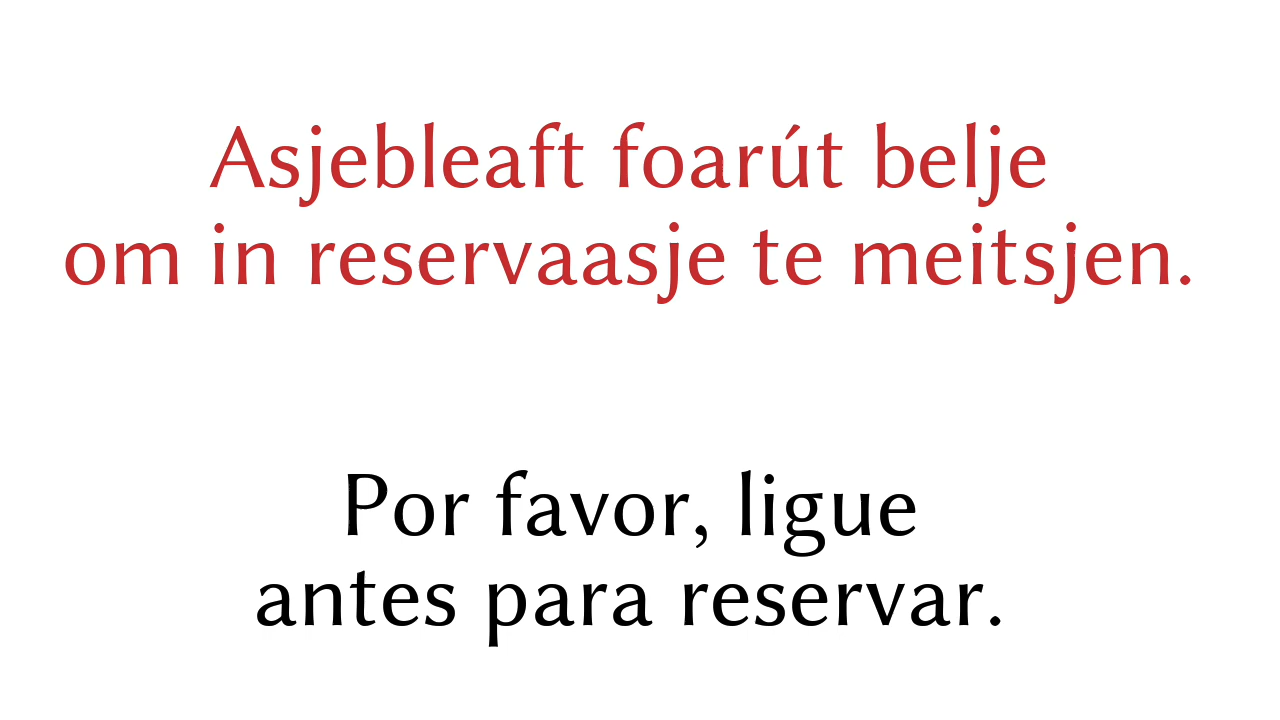 Asjebleaft foarút belje
om in reservaasje te meitsjen.
Por favor, ligue
antes para reservar.